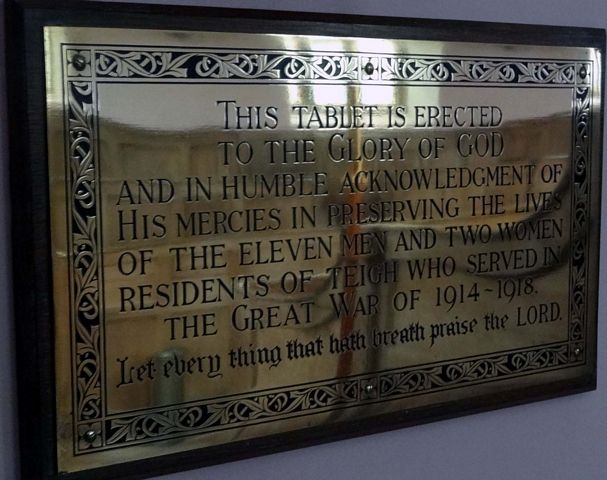 THIS TABLET IS ERECTED
TO THE GLORY OF GOD
AND IN HUMBLE ACKNOWLEDGMENT OF
HIS MERCIES IN PRESERVING THE LIVES
OF THE ELEVEN MEN AND TWO WOMEN
RESIDENTS OF TEIGH WHO SERVED IN
THE GREAT WAR OF 1914~1918.
Let every thing that hath breath praise the LORD.